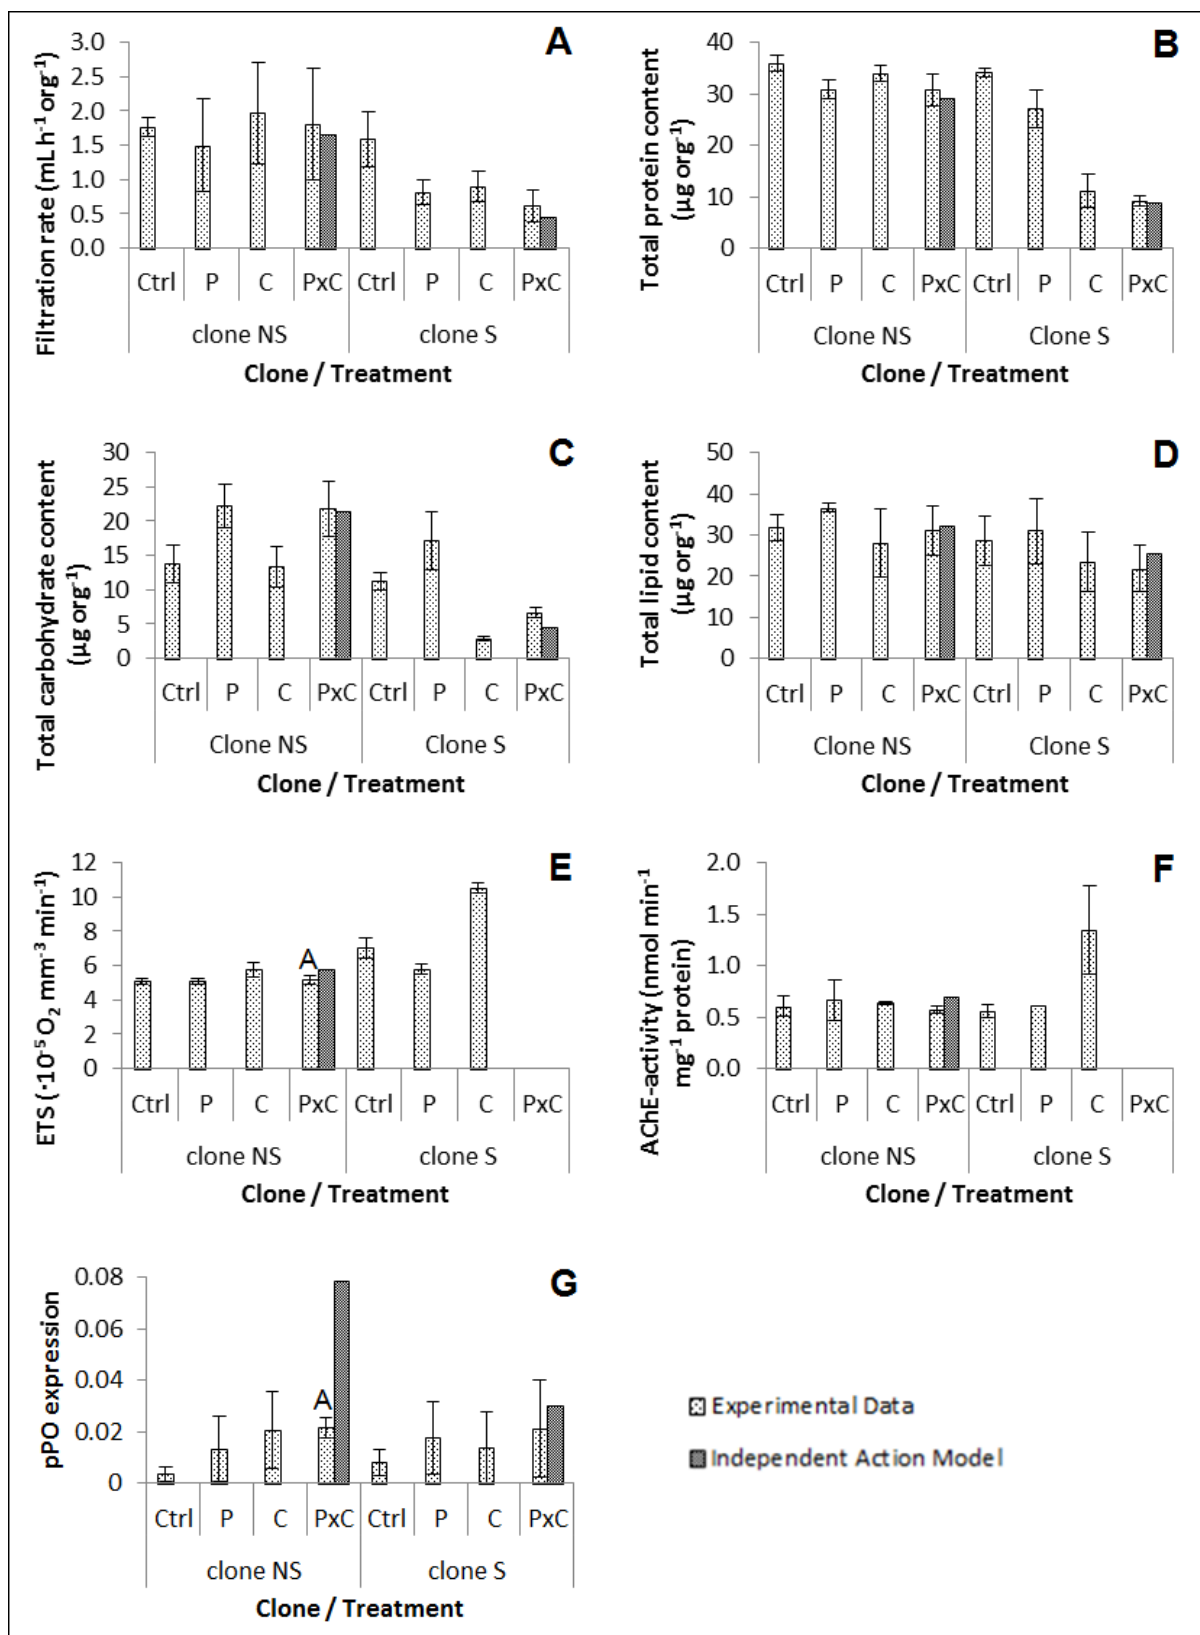 A
Filtration rate (mL h⁻¹ org⁻¹)
3.0
2.5
2.0
1.5
1.0
0.5
0.0
Ctrl P C PxC Ctrl P C PxC
clone NS clone S
Clone / Treatment
B
Total protein content
(µg org⁻¹)
40
30
20
10
0
Ctrl P C PxC Ctrl P C PxC
Clone NS Clone S
Clone / Treatment
C
Total carbohydrate content
(µg org⁻¹)
30
25
20
15
10
5
0
Ctrl P C PxC Ctrl P C PxC
Clone NS Clone S
Clone / Treatment
D
Total lipid content
(µg org⁻¹)
50
40
30
20
10
0
Ctrl P C PxC Ctrl P C PxC
Clone NS Clone S
Clone / Treatment
E
ETS (·10⁻⁵ O₂ mm⁻³ min⁻¹)
12
10
8
6
4
2
0
A
Ctrl P C PxC Ctrl P C PxC
clone NS clone S
Clone / Treatment
F
AChE-activity (nmol min⁻¹
mg⁻¹ protein)
2.0
1.5
1.0
0.5
0.0
Ctrl P C PxC Ctrl P C PxC
clone NS clone S
Clone / Treatment
G
pPO expression
0.08
0.06
0.04
0.02
0
A
Ctrl P C PxC Ctrl P C PxC
clone NS clone S
Clone / Treatment
Experimental Data
Independent Action Model